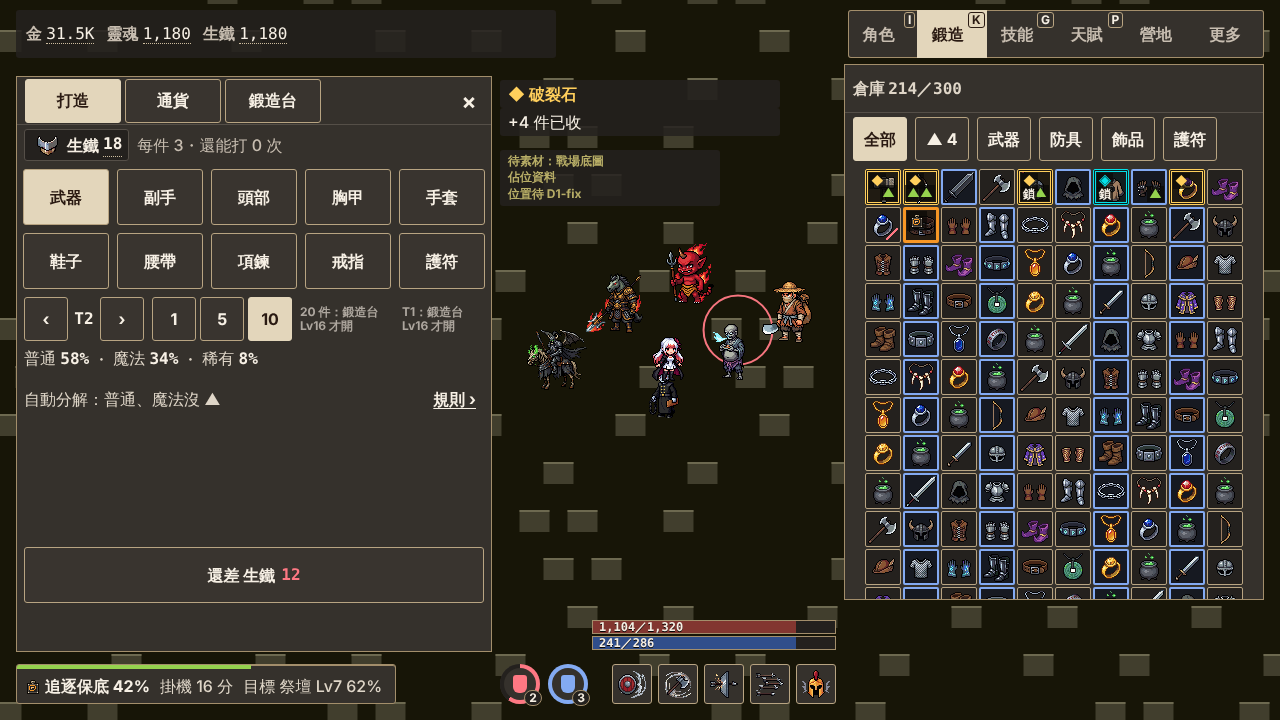 金 31.5K 靈魂 1,180 生鐵 1,180
角色 I 鍛造 K 技能 G 天賦 P 營地 更多
打造 通貨 鍛造台 ×
生鐵 18 每件 3・還能打 0 次
武器 副手 頭部 胸甲 手套
鞋子 腰帶 項鍊 戒指 護符
‹ T2 › 1 5 10 20 件：鍛造台 Lv16 才開 T1：鍛造台 Lv16 才開
普通 58% · 魔法 34% · 稀有 8%
自動分解：普通、魔法沒 ▲ 規則 ›
還差 生鐵 12
◆ 破裂石
+4 件已收
待素材：戰場底圖
佔位資料
位置待 D1-fix
倉庫 214／300
全部 ▲ 4 武器 防具 飾品 護符
鎖 鎖
1,104／1,320
241／286
追逐保底 42% 掛機 16 分 目標 祭壇 Lv7 62%
2 3